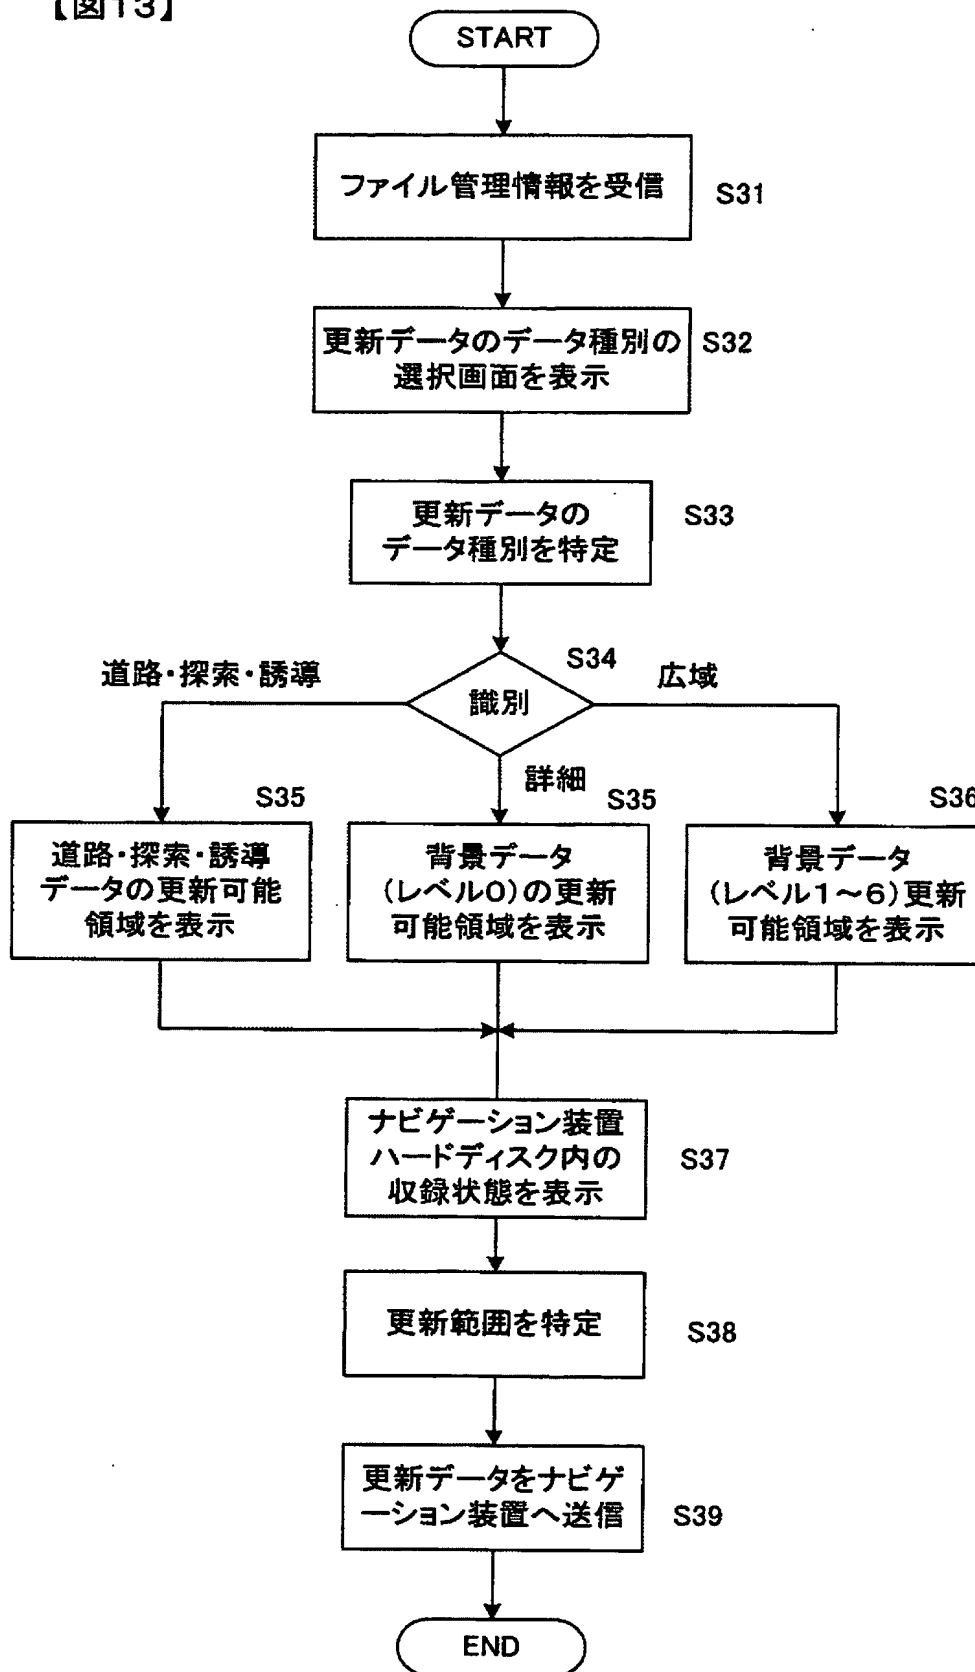 【図13】
START
ファイル管理情報を受信
S31
更新データのデータ種別の
選択画面を表示
S32
更新データの
データ種別を特定
S33
S34
道路・探索・誘導
識別
広域
詳細
S35
道路・探索・誘導
データの更新可能
領域を表示
S35
背景データ
(レベル0)の更新
可能領域を表示
S36
背景データ
(レベル1～6)更新
可能領域を表示
ナビゲーション装置
ハードディスク内の
収録状態を表示
S37
更新範囲を特定
S38
更新データをナビゲ
ーション装置へ送信
S39
END